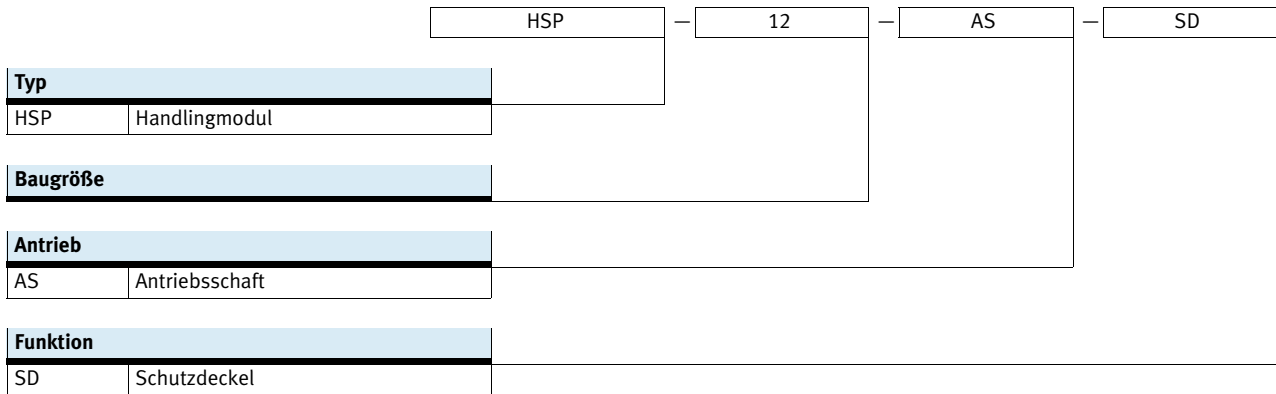 HSP — 12 — AS — SD
Typ
HSP Handlingmodul
Baugröße
Antrieb
AS Antriebsschaft
Funktion
SD Schutzdeckel